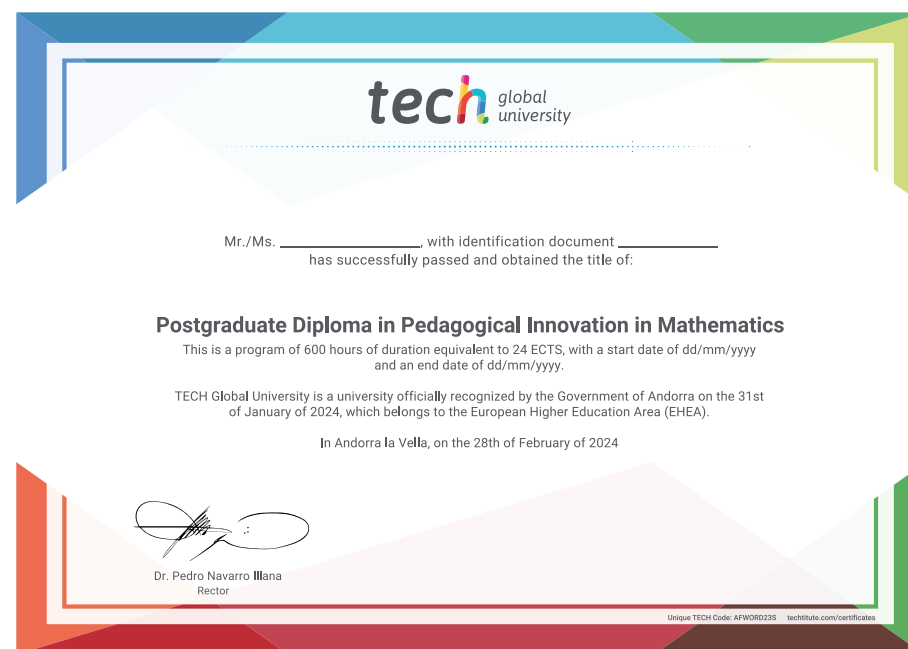 tech global
university
Mr./Ms. ____________, with identification document ____________
has successfully passed and obtained the title of:
Postgraduate Diploma in Pedagogical Innovation in Mathematics
This is a program of 600 hours of duration equivalent to 24 ECTS, with a start date of dd/mm/yyyy
and an end date of dd/mm/yyyy.
TECH Global University is a university officially recognized by the Government of Andorra on the 31st
of January of 2024, which belongs to the European Higher Education Area (EHEA).
In Andorra la Vella, on the 28th of February of 2024
Dr. Pedro Navarro Illana
Rector
Unique TECH Code: AFWORD23S techtitute.com/certificates